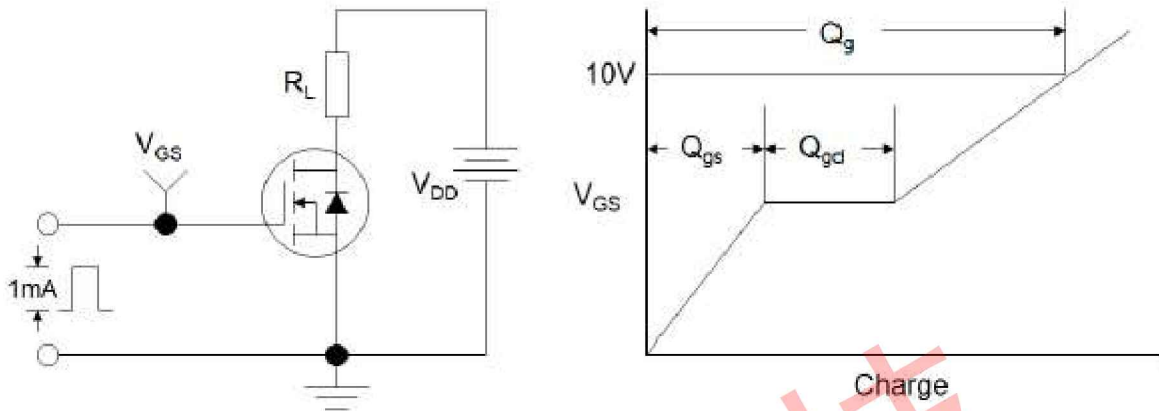 R_L
V_GS
V_DD
1mA
Q_g
10V
Q_gs
Q_gd
V_GS
Charge